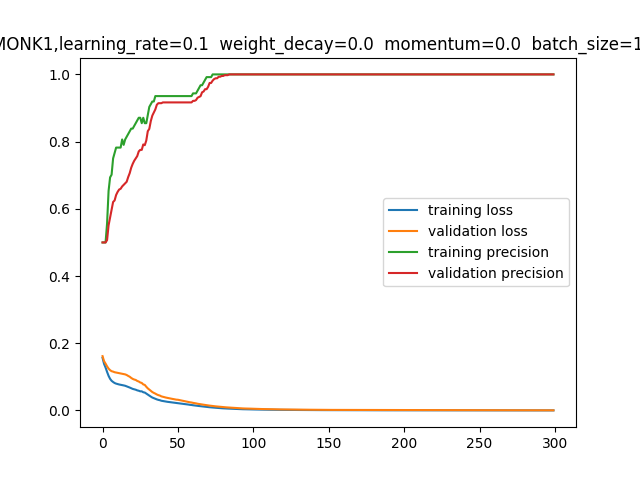 MONK1,learning_rate=0.1 weight_decay=0.0 momentum=0.0 batch_size=1
1.0
0.8
0.6
0.4
0.2
0.0
training loss
validation loss
training precision
validation precision
0 50 100 150 200 250 300